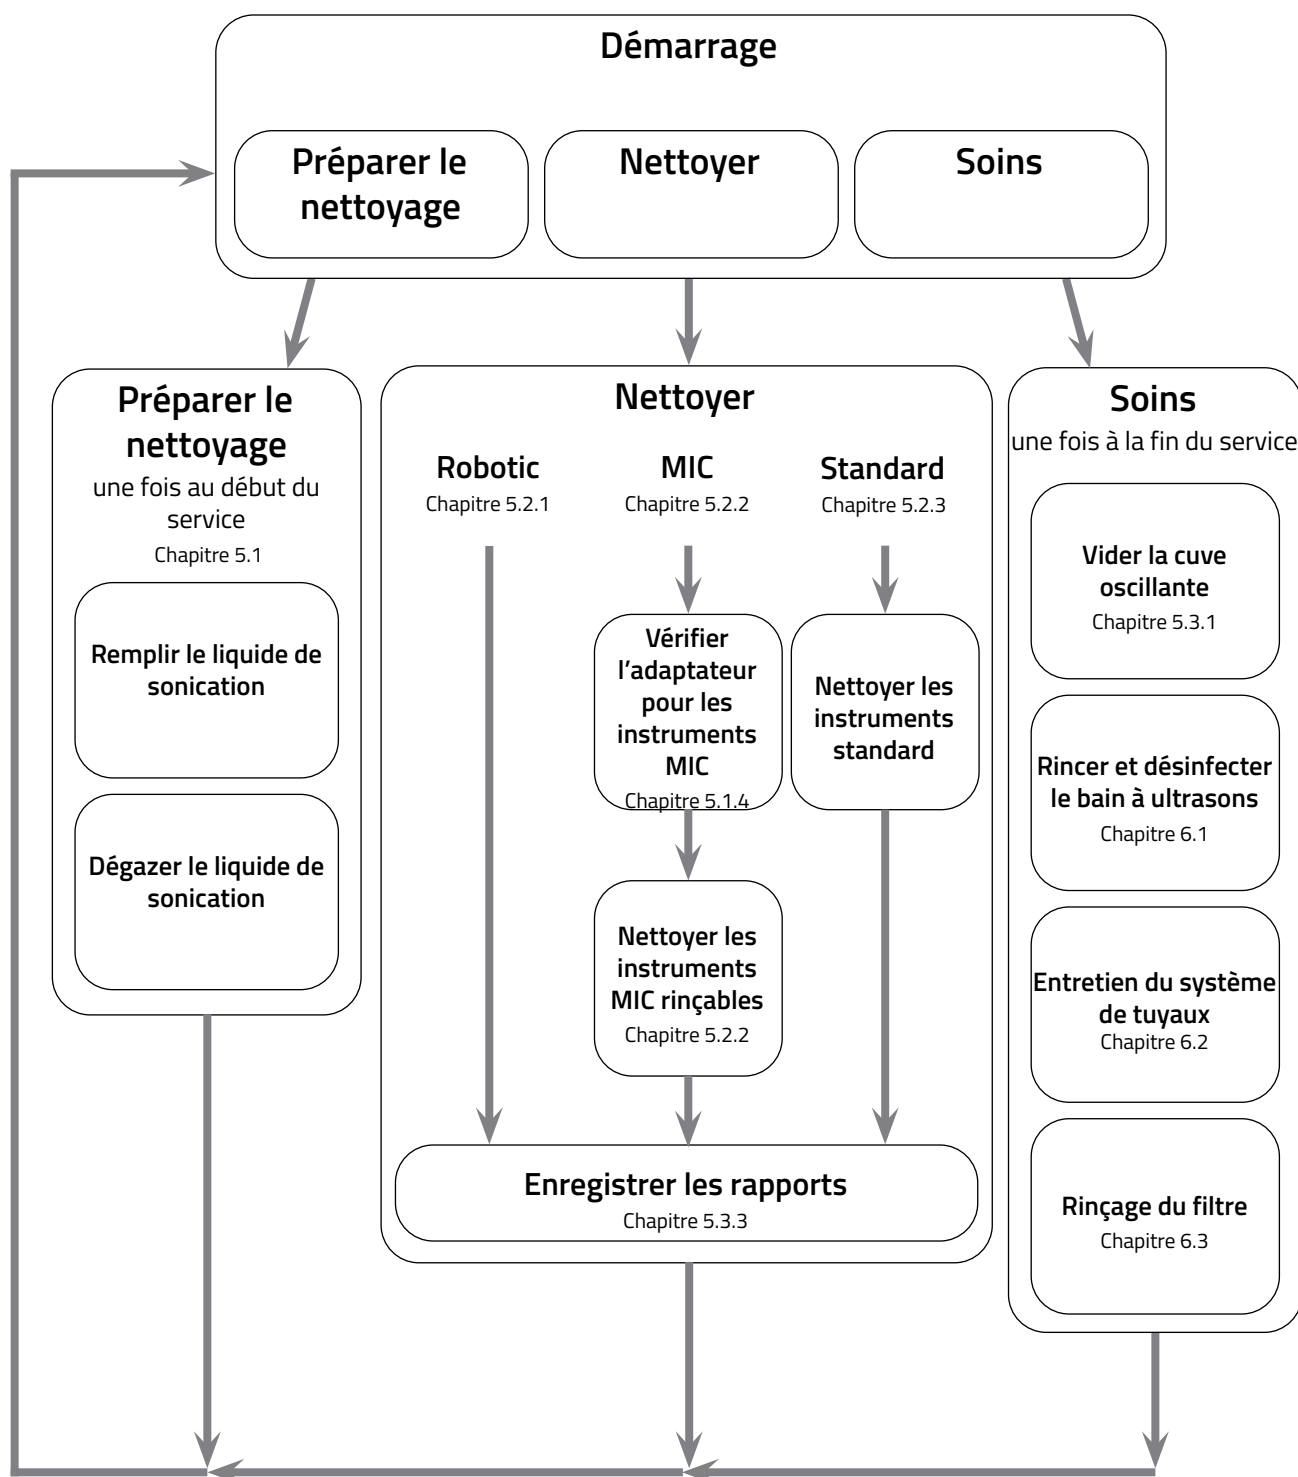 Démarrage
Préparer le
nettoyage
Nettoyer
Soins
Préparer le
nettoyage
une fois au début du
service
Chapitre 5.1
Remplir le liquide de
sonication
Dégazer le liquide de
sonication
Nettoyer
Robotic
Chapitre 5.2.1
MIC
Chapitre 5.2.2
Vérifier
l’adaptateur
pour les
instruments
MIC
Chapitre 5.1.4
Nettoyer les
instruments
MIC rinçables
Chapitre 5.2.2
Standard
Chapitre 5.2.3
Nettoyer les
instruments
standard
Enregistrer les rapports
Chapitre 5.3.3
Soins
une fois à la fin du service
Vider la cuve
oscillante
Chapitre 5.3.1
Rincer et désinfecter
le bain à ultrasons
Chapitre 6.1
Entretien du système
de tuyaux
Chapitre 6.2
Rinçage du filtre
Chapitre 6.3